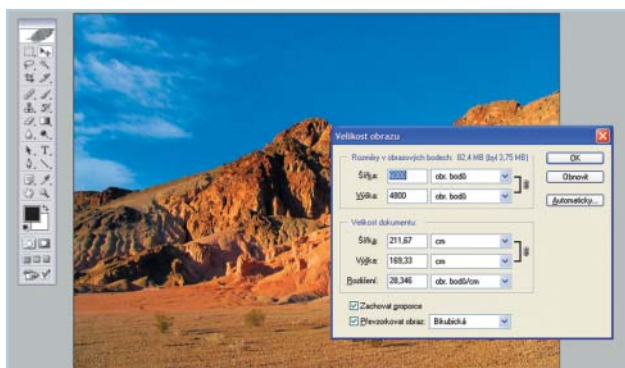 Velikost obrazu
Rozměry v obrazových bodech: 82,4 MB (byl 3,75 MB)
Šířka: 6000 obr. bodů
Výška: 4800 obr. bodů
OK
Obnovit
Automaticky...
Velikost dokumentu:
Šířka: 211,67 cm
Výška: 169,33 cm
Rozlišení: 28,346 obr. bodů/cm
Zachovat proporce
Převzorkovat obraz: Bikubická